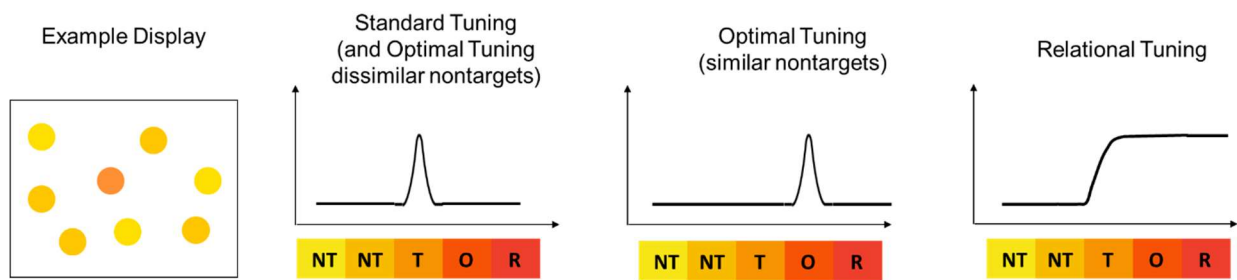 Example Display
Standard Tuning
(and Optimal Tuning
dissimilar nontargets)
Optimal Tuning
(similar nontargets)
Relational Tuning
NT NT T O R
NT NT T O R
NT NT T O R